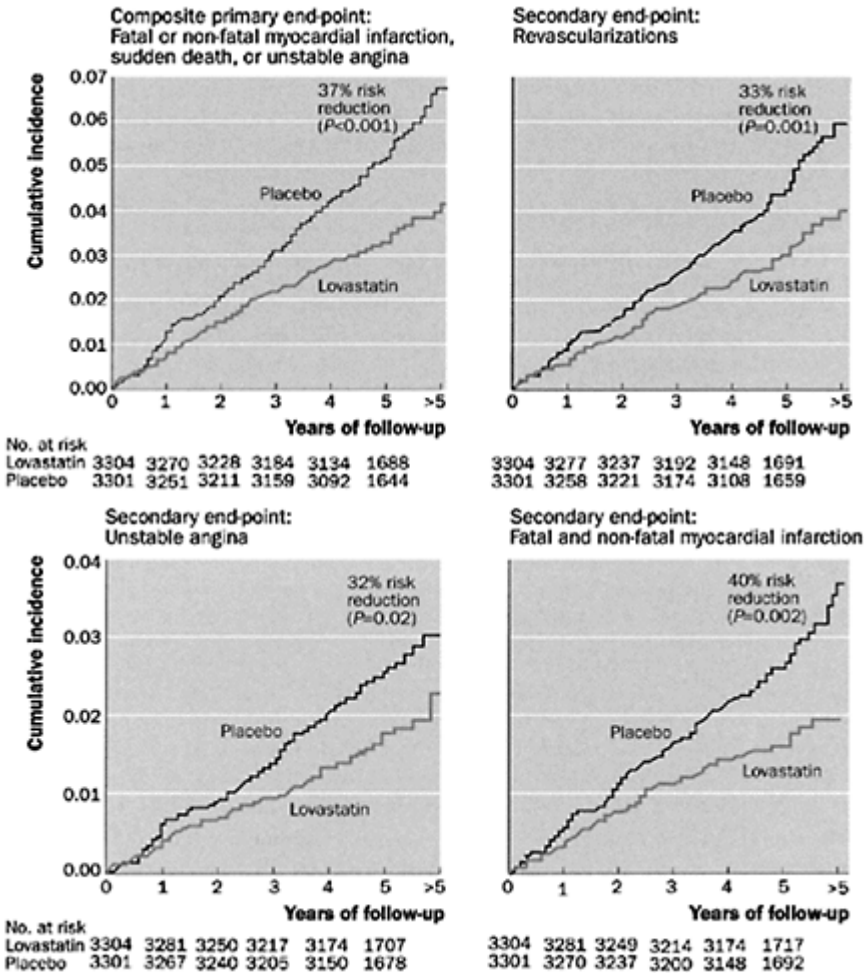 Composite primary end-point:
Fatal or non-fatal myocardial infarction,
sudden death, or unstable angina
0.07
0.06
0.05
0.04
0.03
0.02
0.01
0.00
Cumulative incidence
37% risk
reduction
(P<0.001)
Placebo
Lovastatin
0 1 2 3 4 5 >5
Years of follow-up
No. at risk
Lovastatin 3304 3270 3228 3184 3134 1688
Placebo 3301 3251 3211 3159 3092 1644
Secondary end-point:
Revascularizations
33% risk
reduction
(P=0.001)
Placebo
Lovastatin
0 1 2 3 4 5 >5
Years of follow-up
3304 3277 3237 3192 3148 1691
3301 3258 3221 3174 3108 1659
Secondary end-point:
Unstable angina
0.04
0.03
0.02
0.01
0.00
Cumulative incidence
32% risk
reduction
(P=0.02)
Placebo
Lovastatin
0 1 2 3 4 5 >5
Years of follow-up
No. at risk
Lovastatin 3304 3281 3250 3217 3174 1707
Placebo 3301 3267 3240 3205 3150 1678
Secondary end-point:
Fatal and non-fatal myocardial infarction
40% risk
reduction
(P=0.002)
Placebo
Lovastatin
0 1 2 3 4 5 >5
Years of follow-up
3304 3281 3249 3214 3174 1717
3301 3270 3237 3200 3148 1692